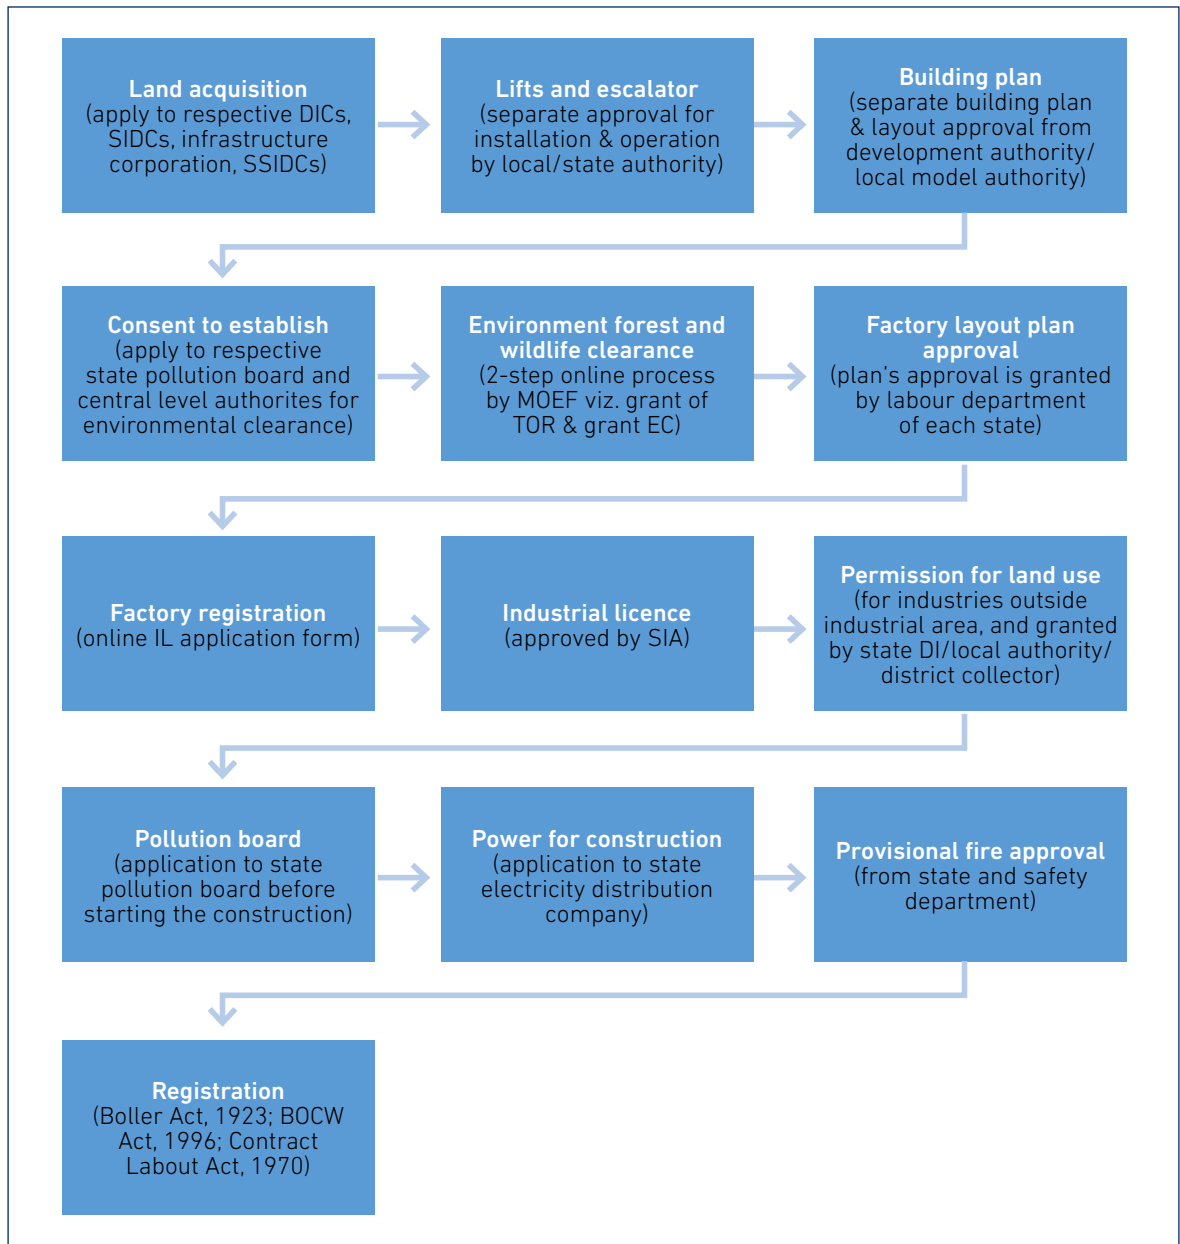 Land acquisition
(apply to respective DICs,
SIDCs, infrastructure
corporation, SSIDCs)
Lifts and escalator
(separate approval for
installation & operation
by local/state authority)
Building plan
(separate building plan
& layout approval from
development authority/
local model authority)
Consent to establish
(apply to respective
state pollution board and
central level authorites for
environmental clearance)
Environment forest and
wildlife clearance
(2-step online process
by MOEF viz. grant of
TOR & grant EC)
Factory layout plan
approval
(plan's approval is granted
by labour department
of each state)
Factory registration
(online IL application form)
Industrial licence
(approved by SIA)
Permission for land use
(for industries outside
industrial area, and granted
by state DI/local authority/
district collector)
Pollution board
(application to state
pollution board before
starting the construction)
Power for construction
(application to state
electricity distribution
company)
Provisional fire approval
(from state and safety
department)
Registration
(Boller Act, 1923; BOCW
Act, 1996; Contract
Labout Act, 1970)